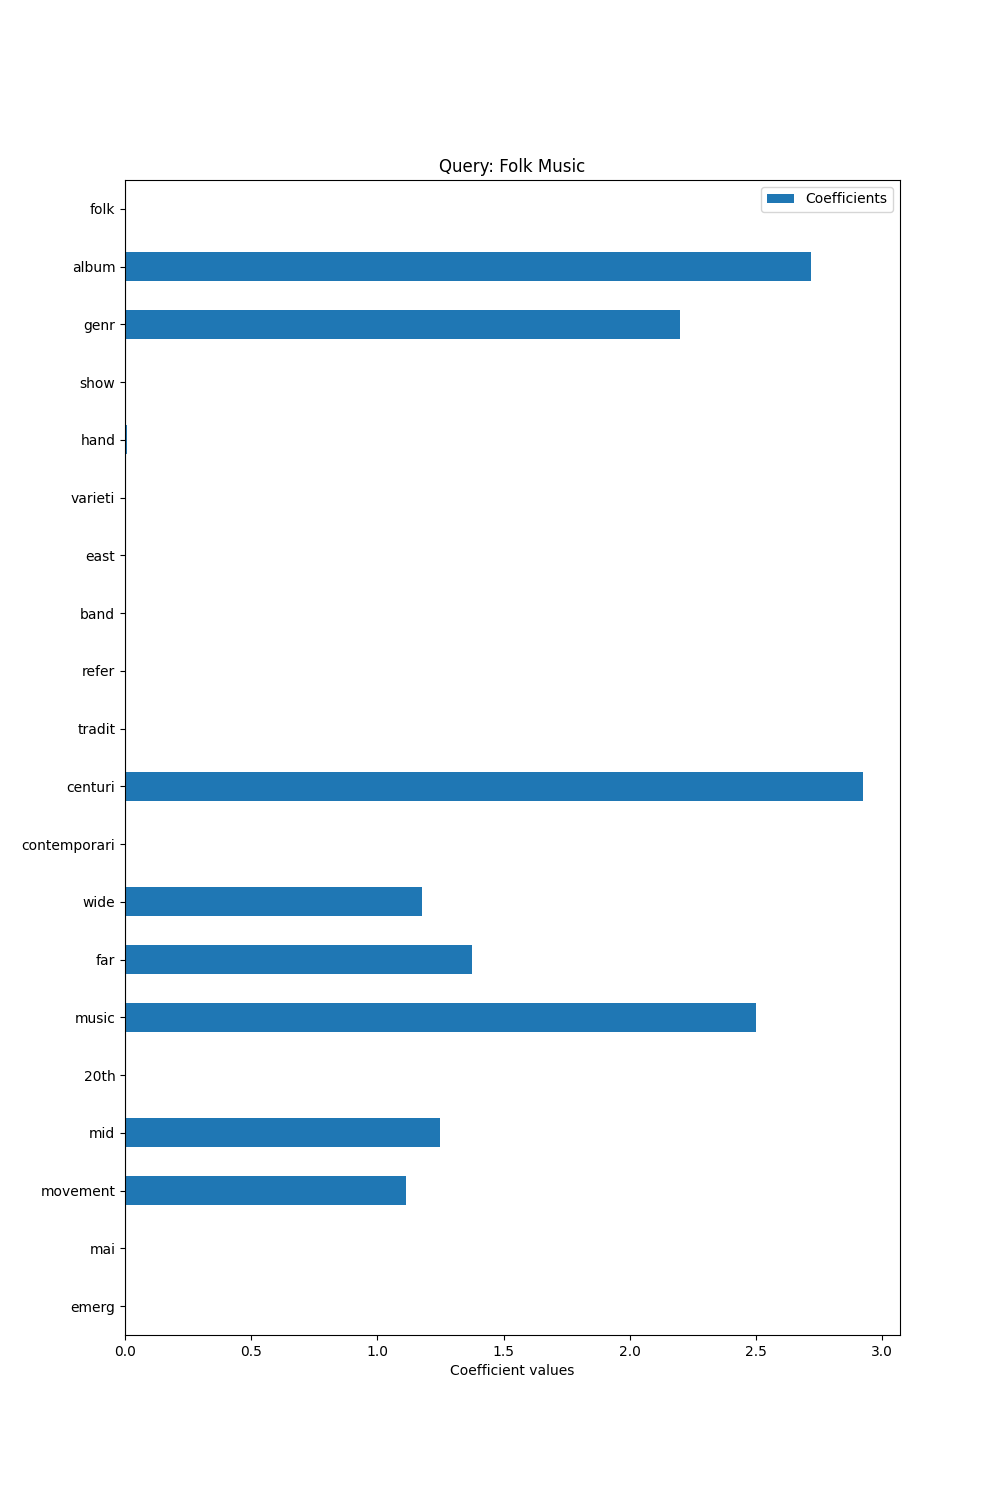 Query: Folk Music
Coefficients
folk
album
genr
show
hand
varieti
east
band
refer
tradit
centuri
contemporari
wide
far
music
20th
mid
movement
mai
emerg
0.0 0.5 1.0 1.5 2.0 2.5 3.0
Coefficient values